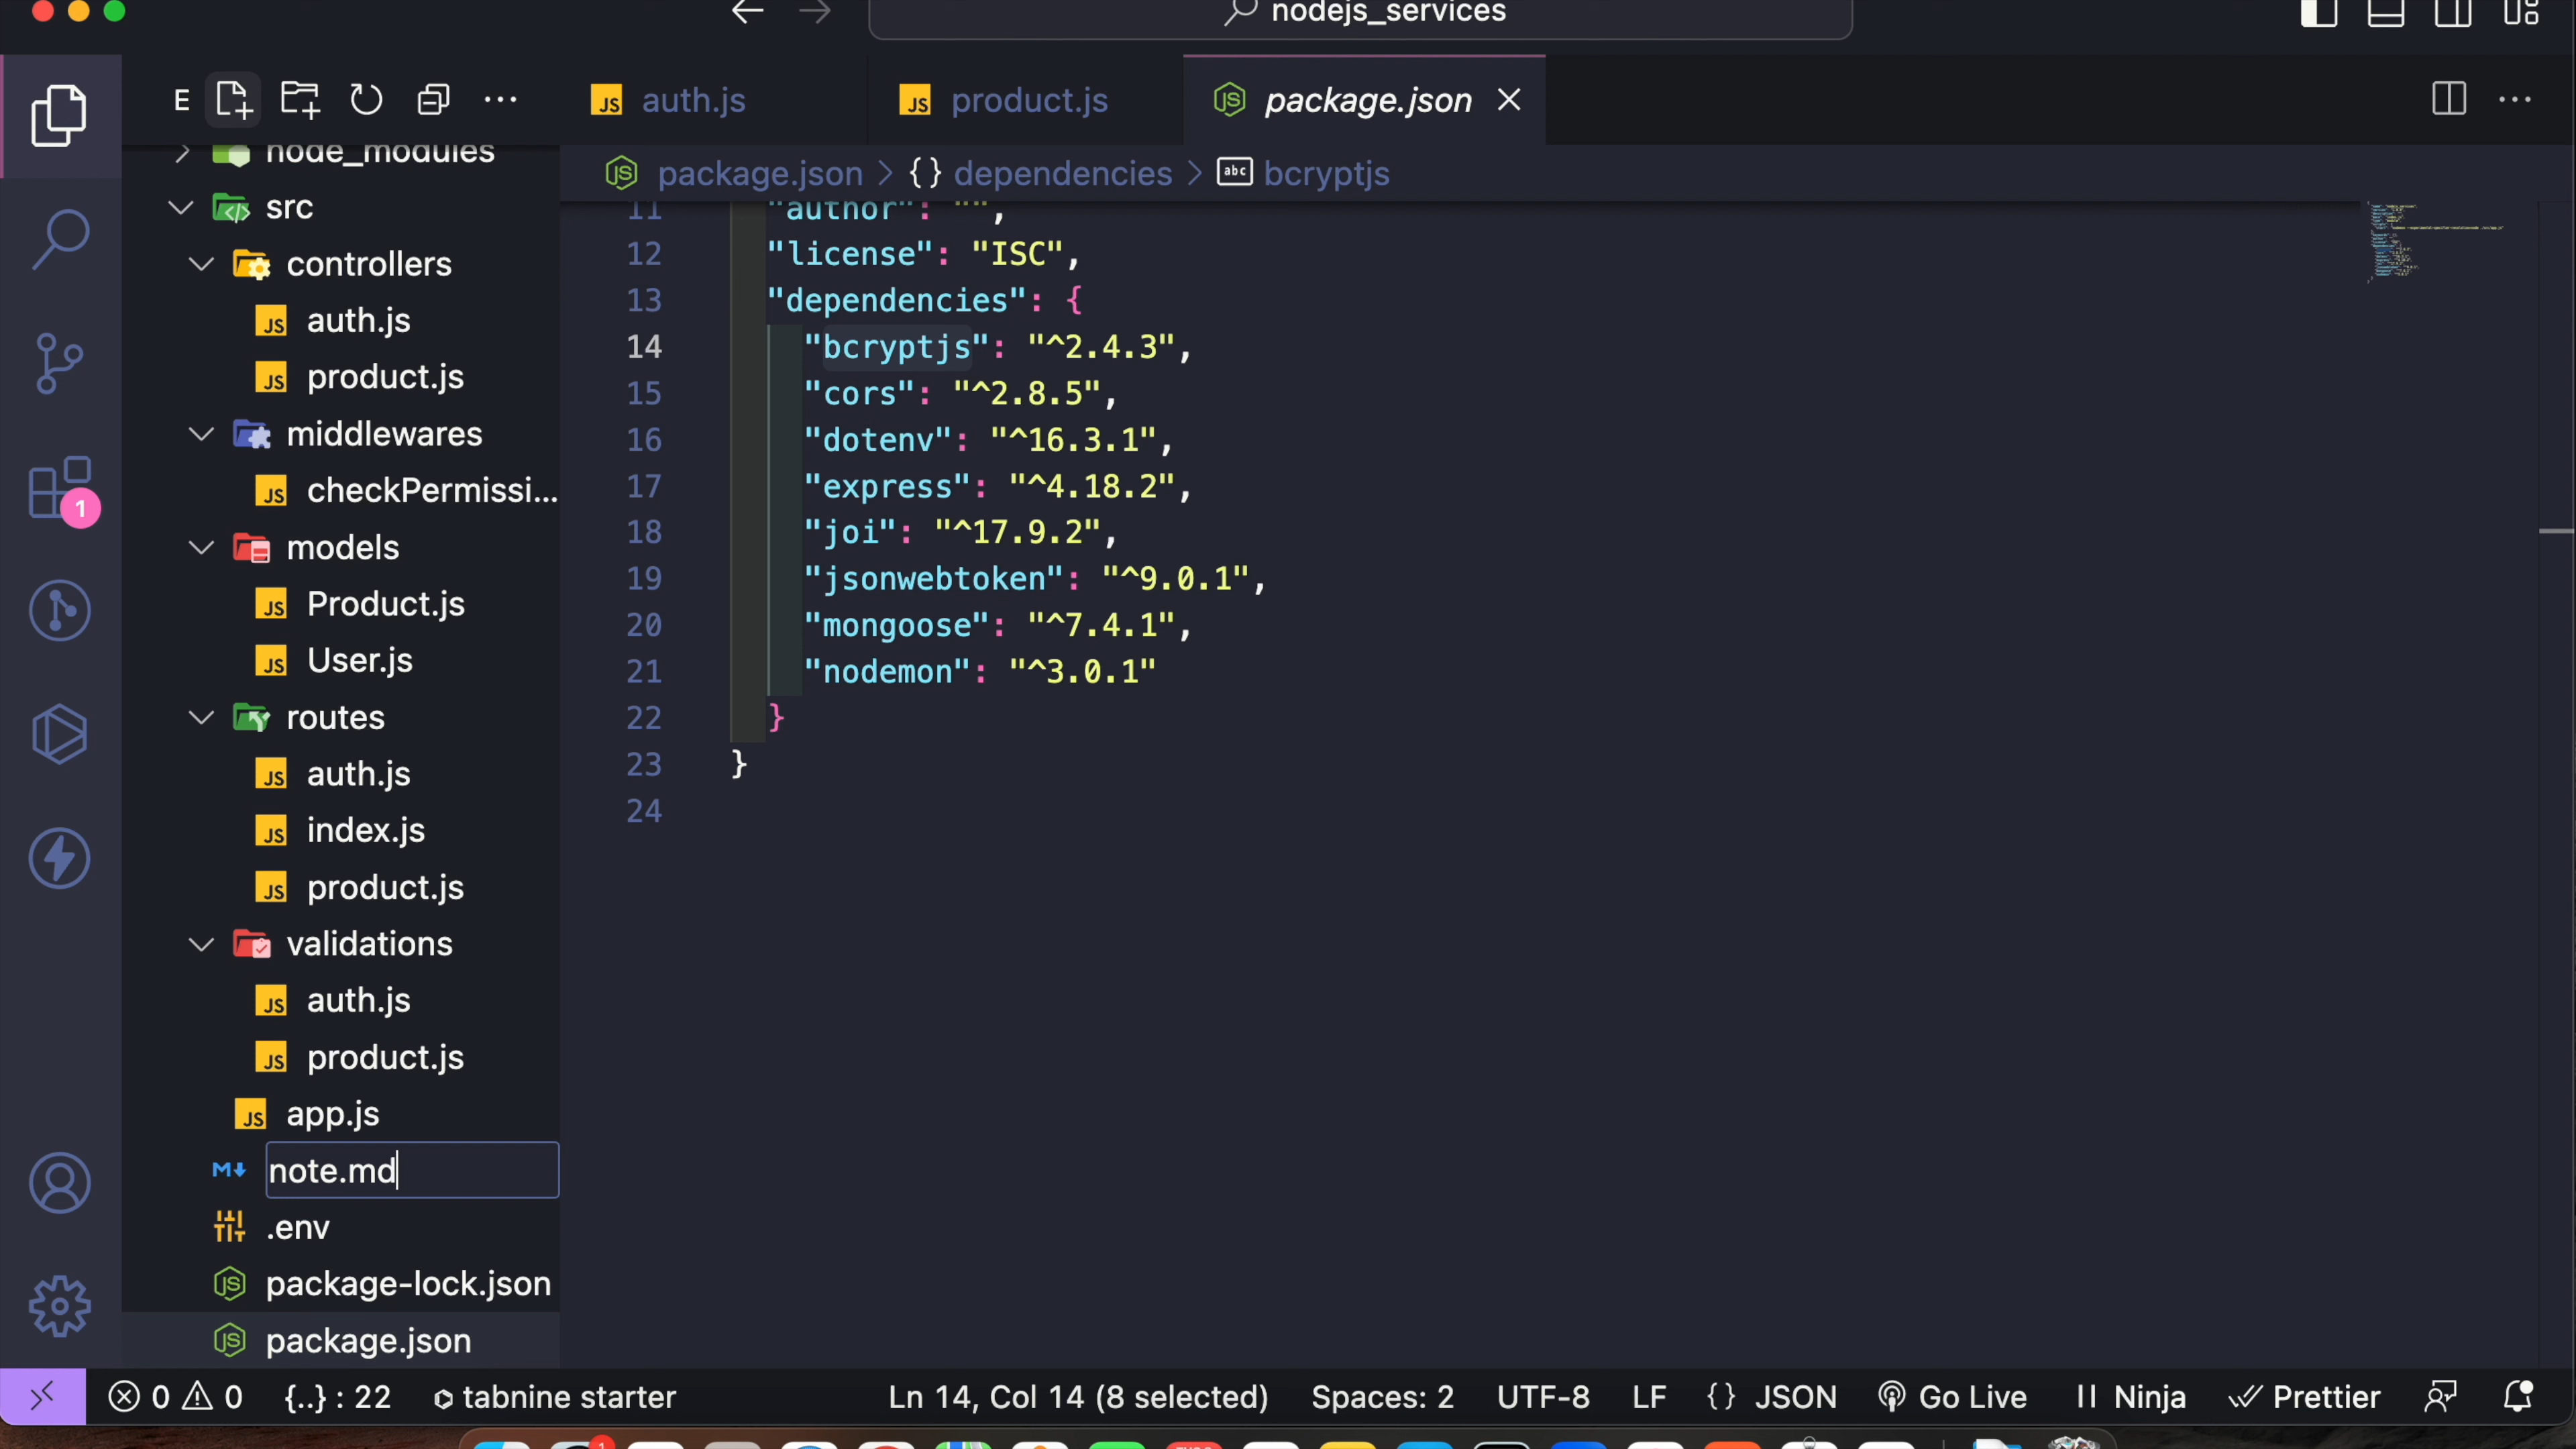 nodejs_services
E
auth.js
product.js
package.json
node_modules
src
controllers
auth.js
product.js
middlewares
checkPermissi...
models
Product.js
User.js
routes
auth.js
index.js
product.js
validations
auth.js
product.js
app.js
note.md
.env
package-lock.json
package.json
1
package.json > {} dependencies > abc bcryptjs
11 "author": "",
12 "license": "ISC",
13 "dependencies": {
14 "bcryptjs": "^2.4.3",
15 "cors": "^2.8.5",
16 "dotenv": "^16.3.1",
17 "express": "^4.18.2",
18 "joi": "^17.9.2",
19 "jsonwebtoken": "^9.0.1",
20 "mongoose": "^7.4.1",
21 "nodemon": "^3.0.1"
22 }
23 }
24
0 0 {..} : 22 tabnine starter Ln 14, Col 14 (8 selected) Spaces: 2 UTF-8 LF {} JSON Go Live Ninja Prettier
1